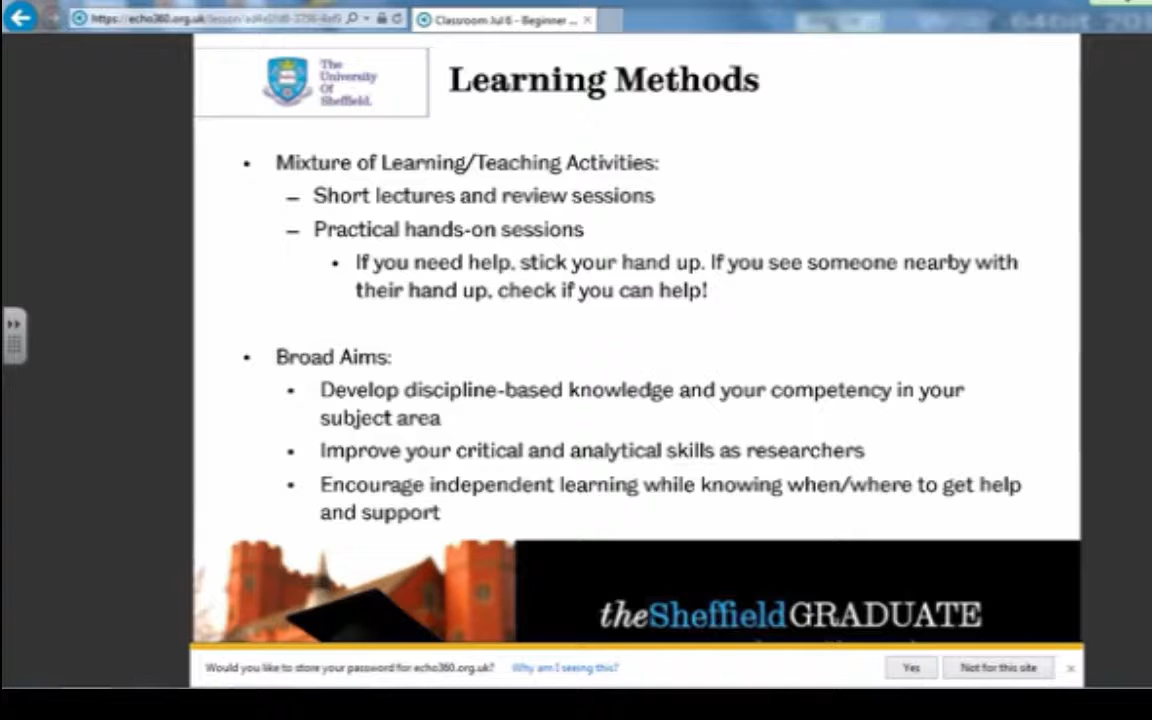 Classroom Jul 6 - Beginner ...
The
University
Of
Sheffield.
Learning Methods
• Mixture of Learning/Teaching Activities:
– Short lectures and review sessions
– Practical hands-on sessions
• If you need help, stick your hand up. If you see someone nearby with
their hand up, check if you can help!
• Broad Aims:
• Develop discipline-based knowledge and your competency in your
subject area
• Improve your critical and analytical skills as researchers
• Encourage independent learning while knowing when/where to get help
and support
theSheffieldGRADUATE
Would you like to store your password for echo360.org.uk? Why am I seeing this? Yes Not for this site